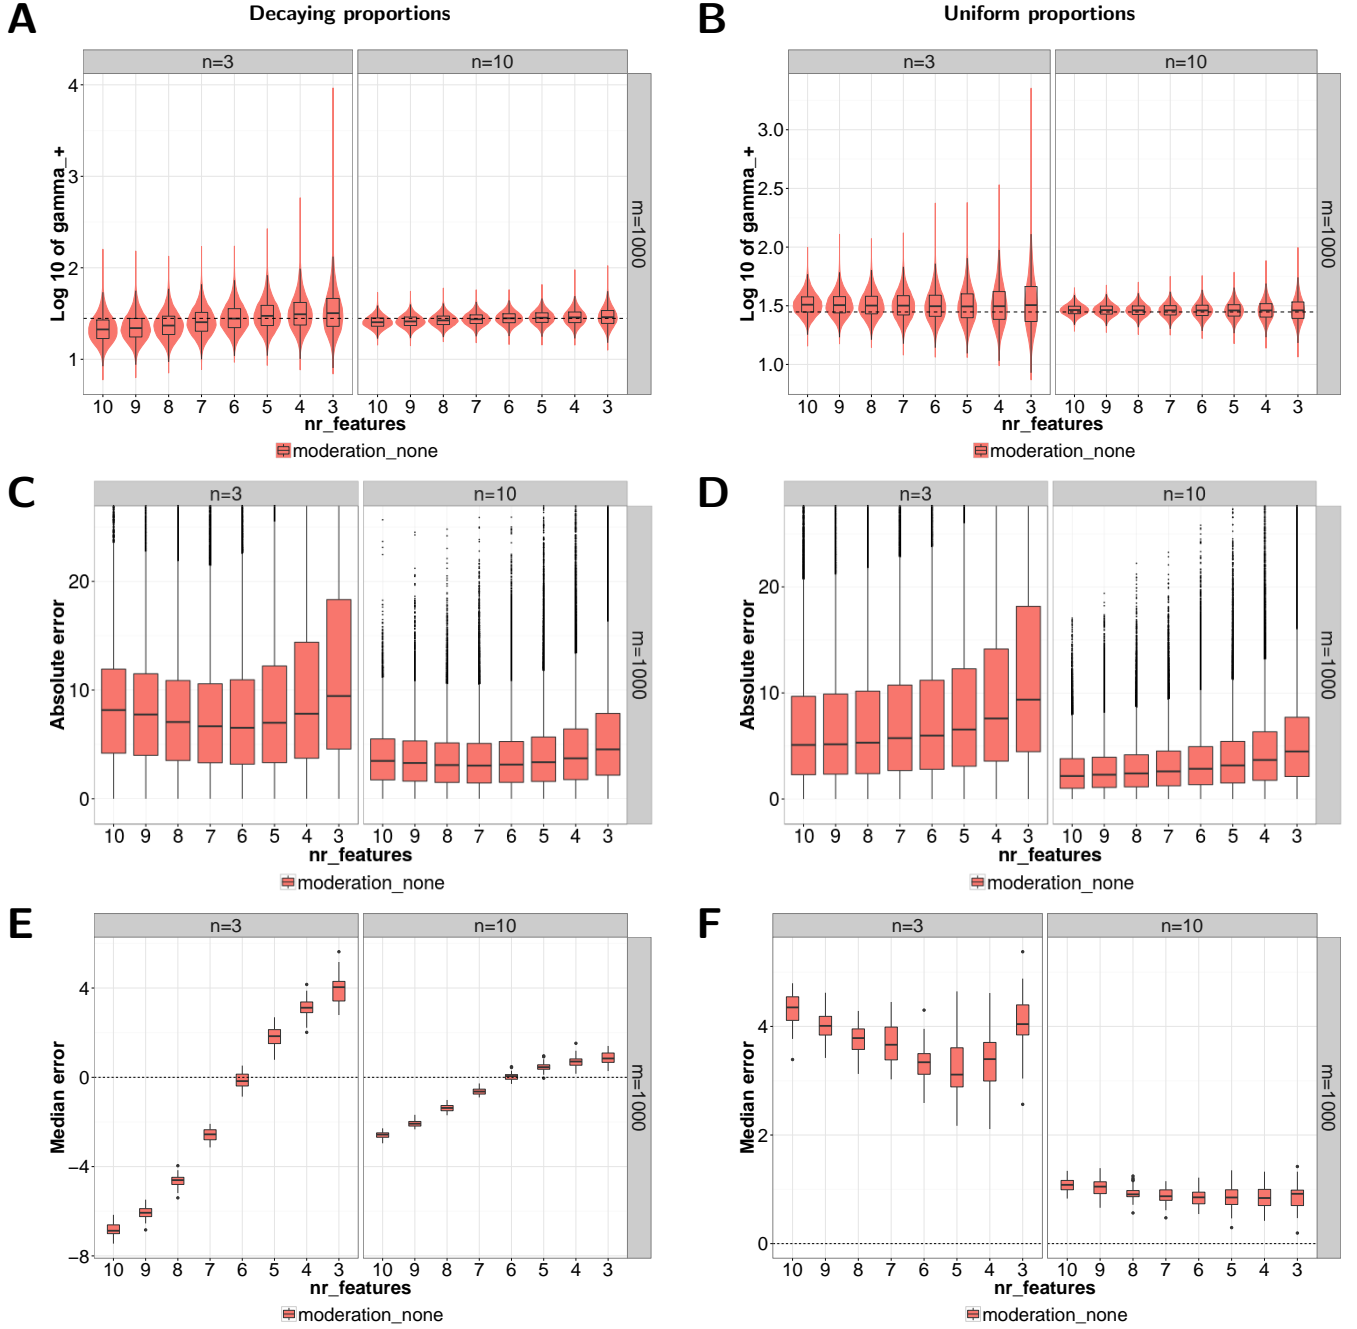 A
Decaying proportions
n=3
n=10
Log 10 of gamma_+
4
3
2
1
m=1000
10 9 8 7 6 5 4 3
10 9 8 7 6 5 4 3
nr_features
moderation_none
B
Uniform proportions
n=3
n=10
Log 10 of gamma_+
3.0
2.5
2.0
1.5
1.0
m=1000
10 9 8 7 6 5 4 3
10 9 8 7 6 5 4 3
nr_features
moderation_none
C
n=3
n=10
Absolute error
20
10
0
m=1000
10 9 8 7 6 5 4 3
10 9 8 7 6 5 4 3
nr_features
moderation_none
D
n=3
n=10
Absolute error
20
10
0
m=1000
10 9 8 7 6 5 4 3
10 9 8 7 6 5 4 3
nr_features
moderation_none
E
n=3
n=10
Median error
4
0
−4
−8
m=1000
10 9 8 7 6 5 4 3
10 9 8 7 6 5 4 3
nr_features
moderation_none
F
n=3
n=10
Median error
4
2
0
m=1000
10 9 8 7 6 5 4 3
10 9 8 7 6 5 4 3
nr_features
moderation_none